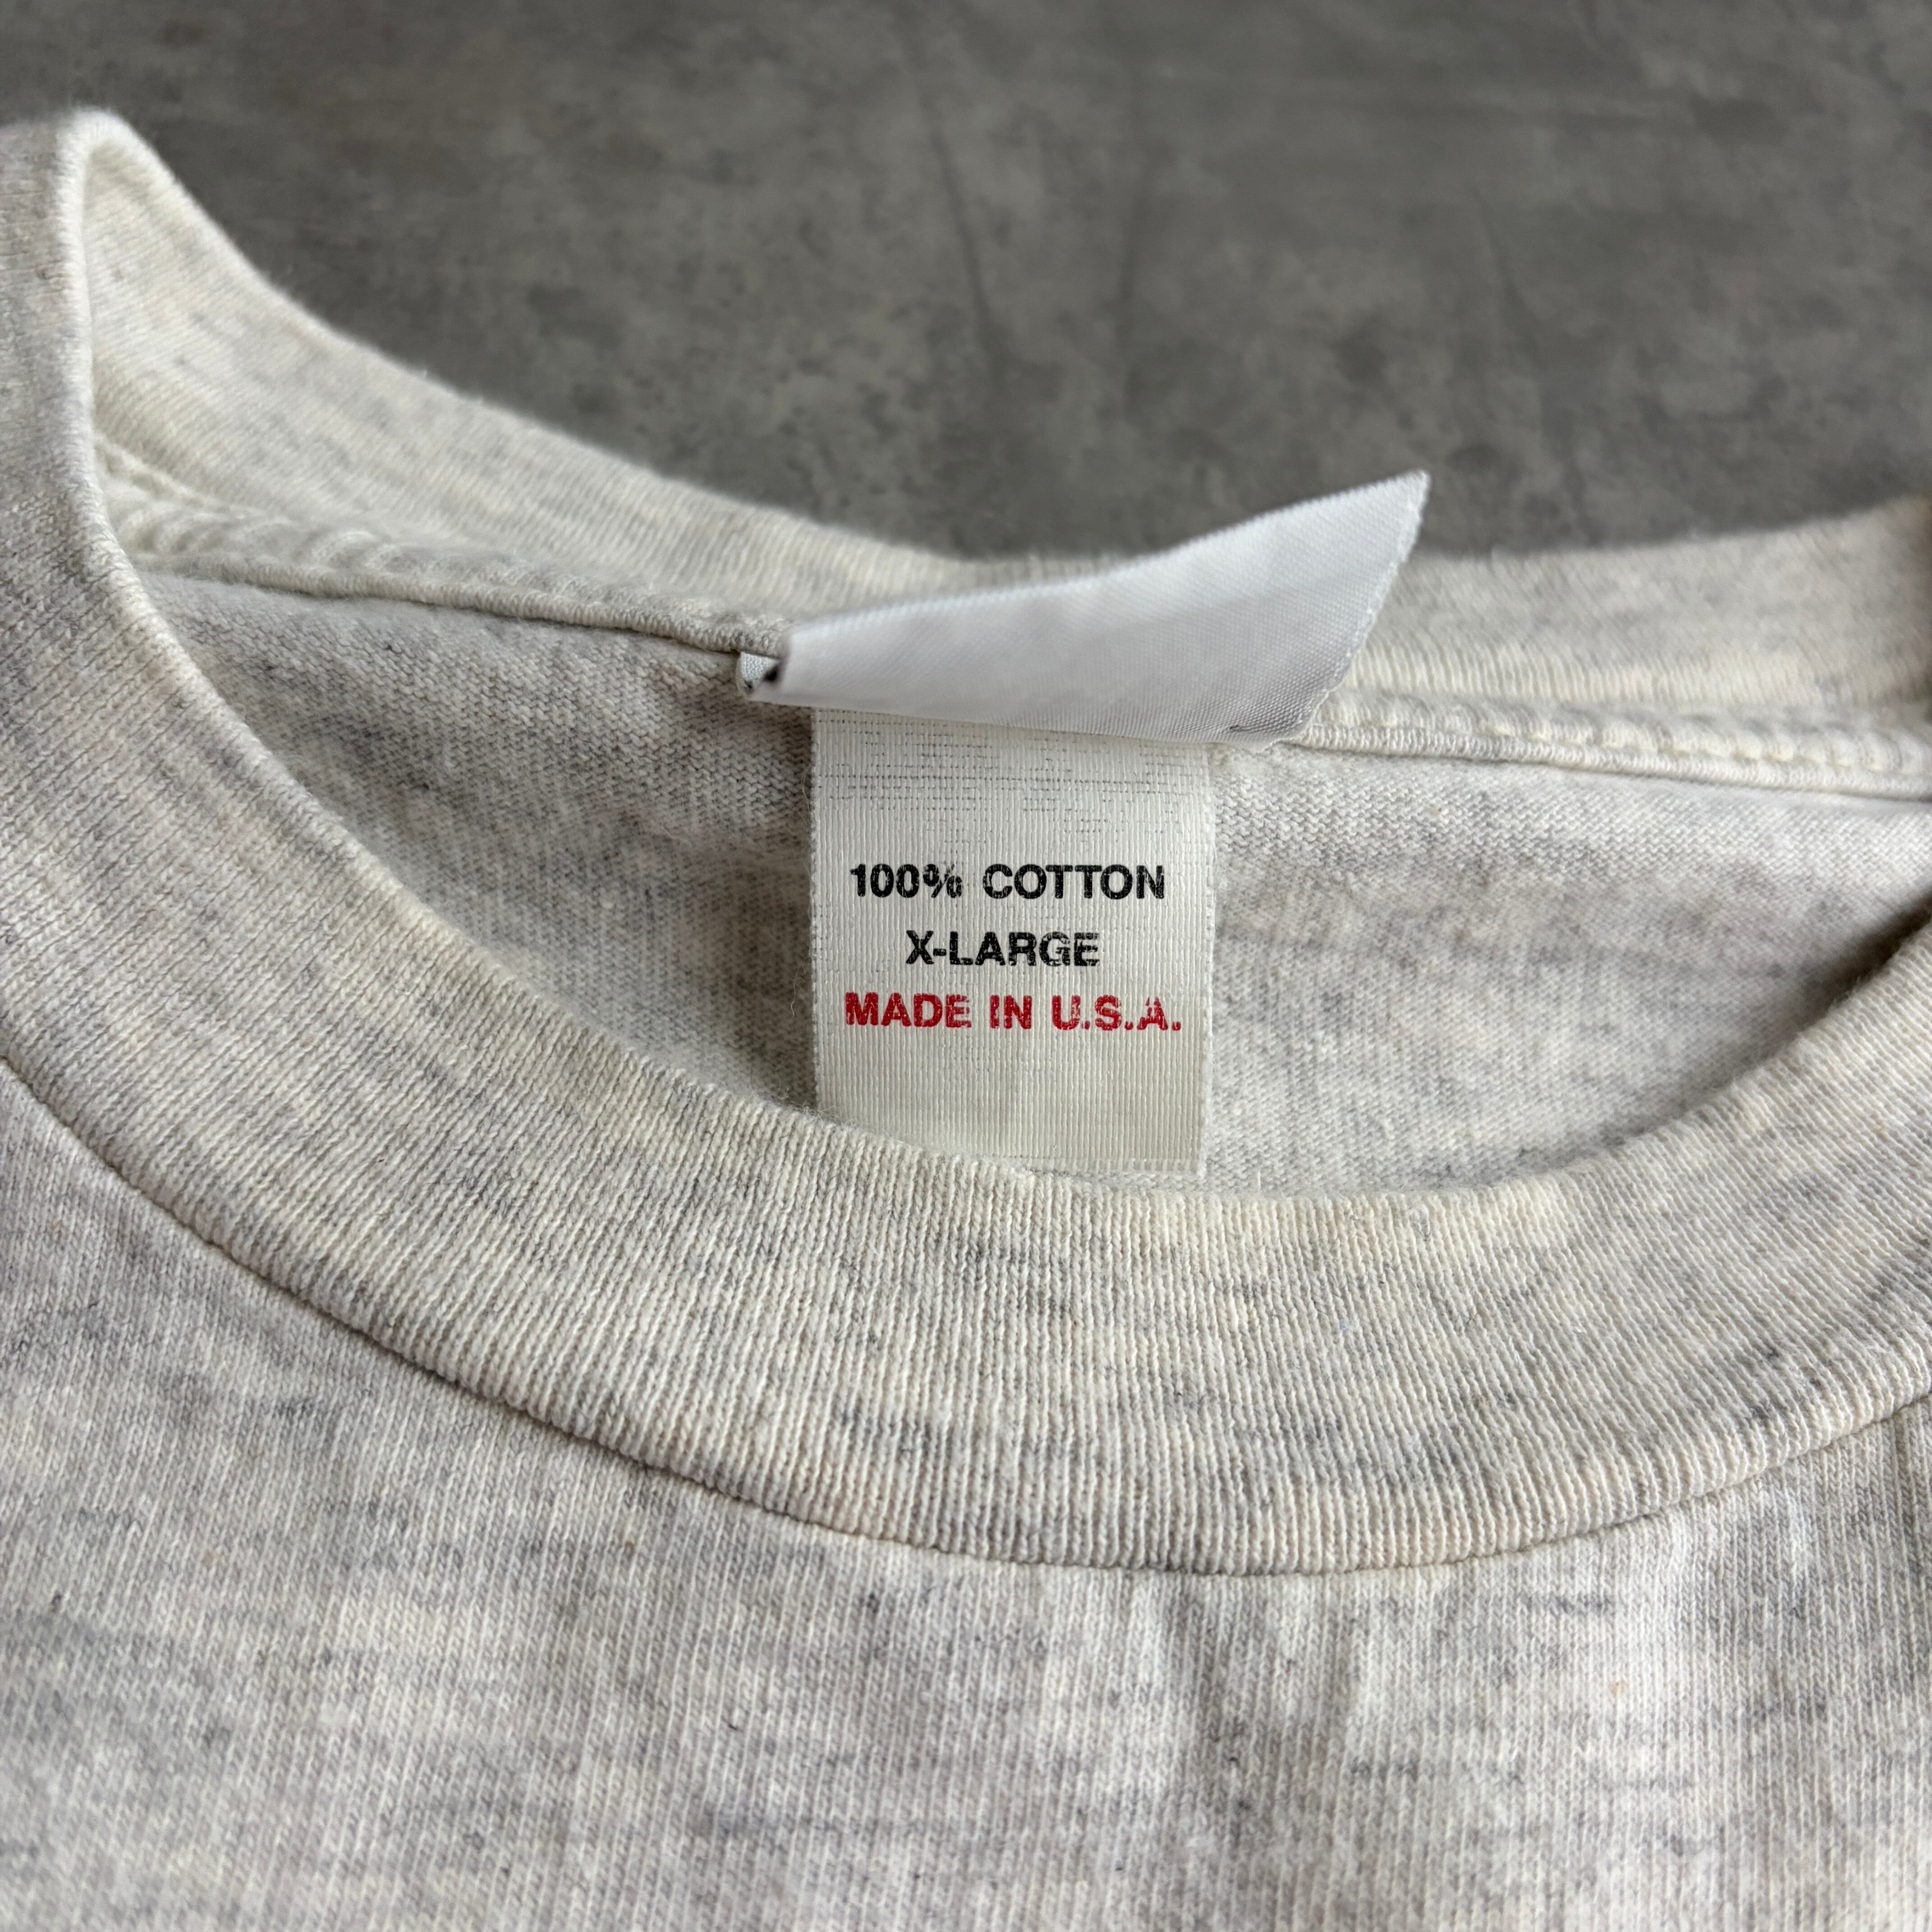 100% COTTON
X-LARGE
MADE IN U.S.A.